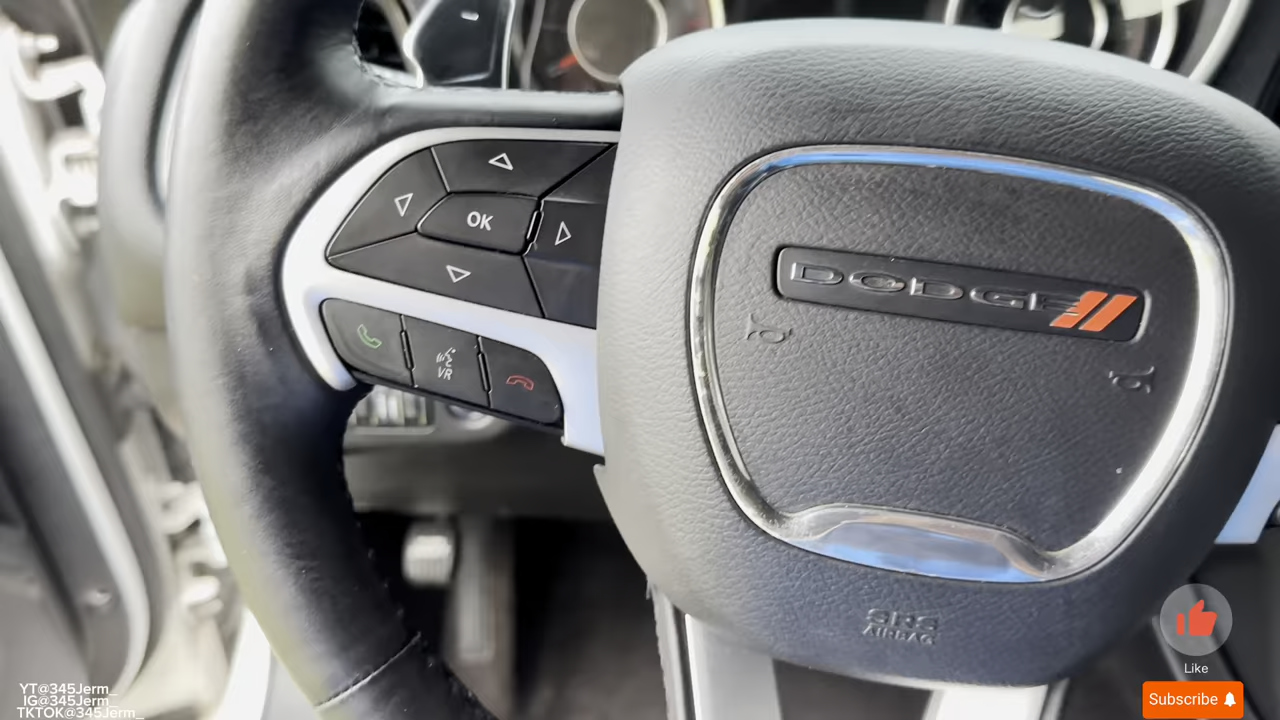 OK
DODGE
VR
SRS
AIRBAG
Like
Subscribe
YT@345Jerm_
IG@345Jerm_
TKTOK@345Jerm_